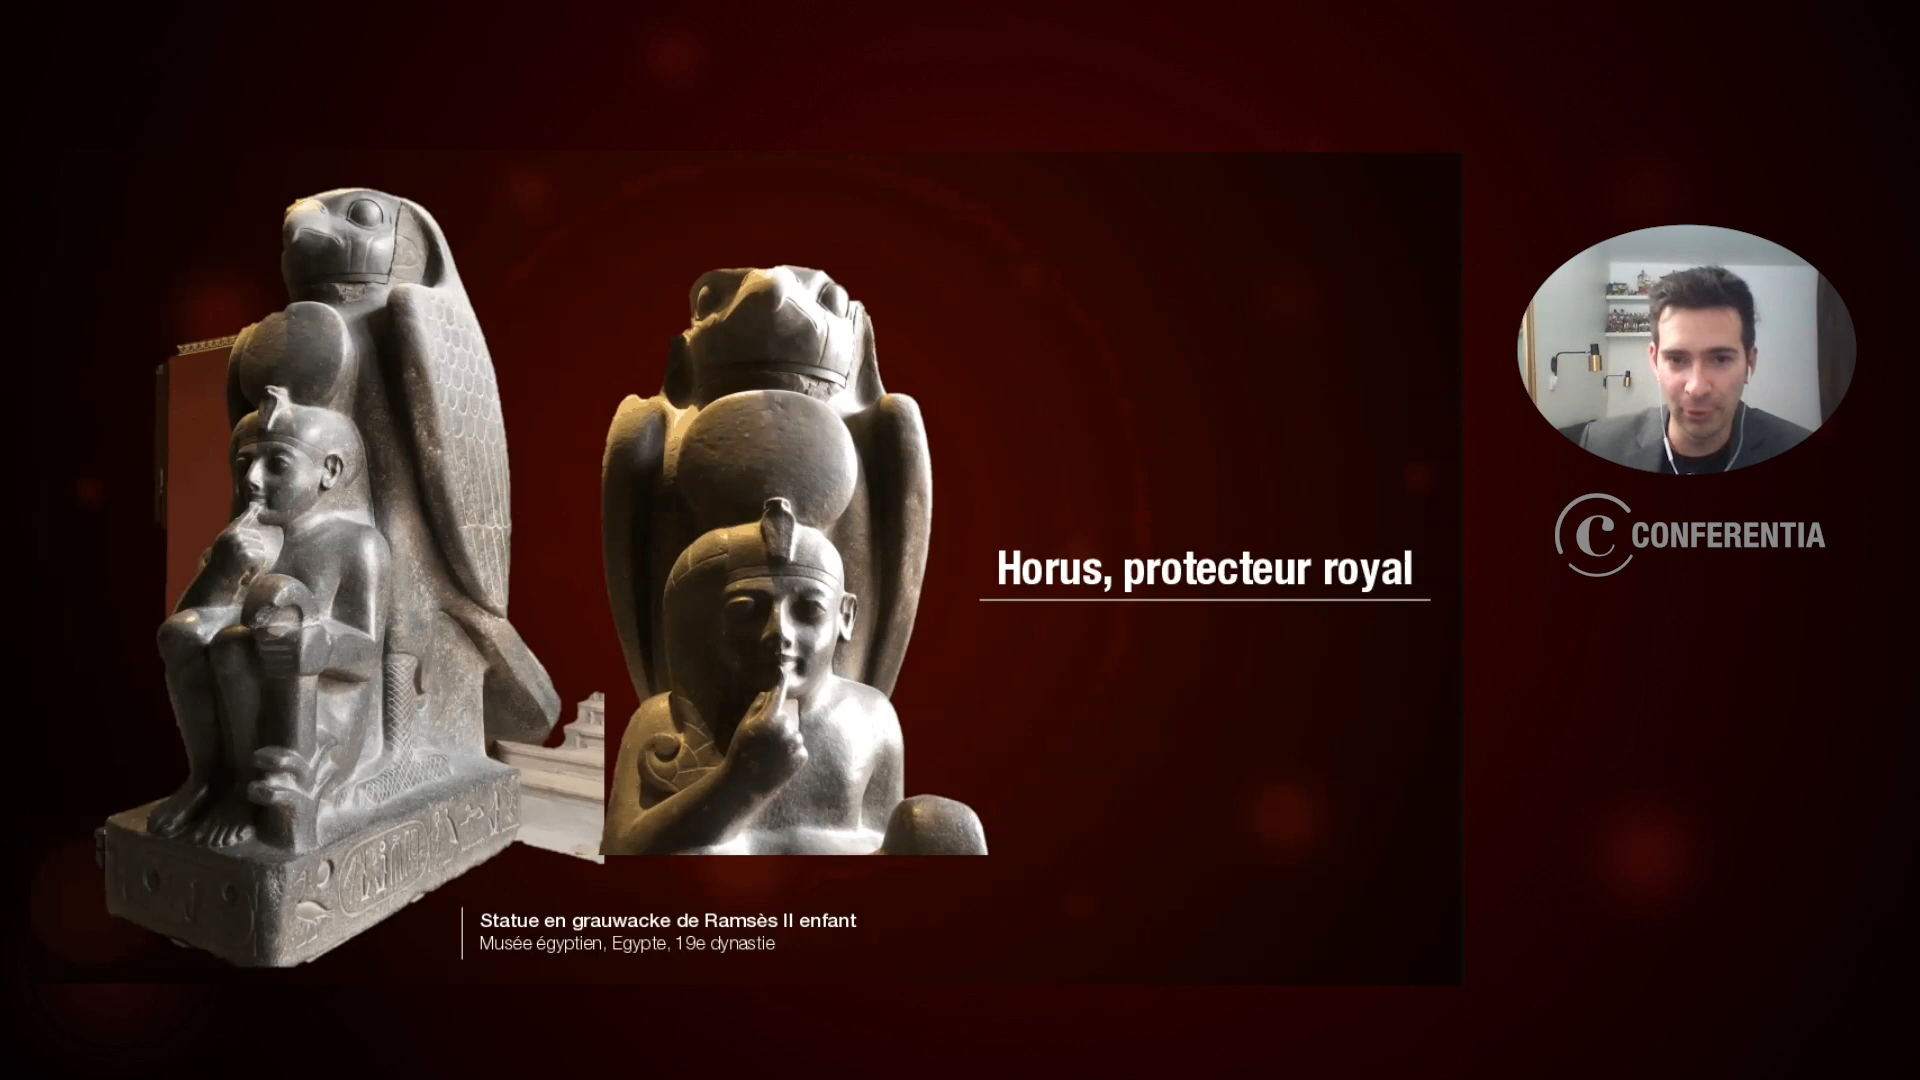 Horus, protecteur royal
C CONFERENTIA
Statue en grauwacke de Ramsès II enfant
Musée égyptien, Egypte, 19e dynastie